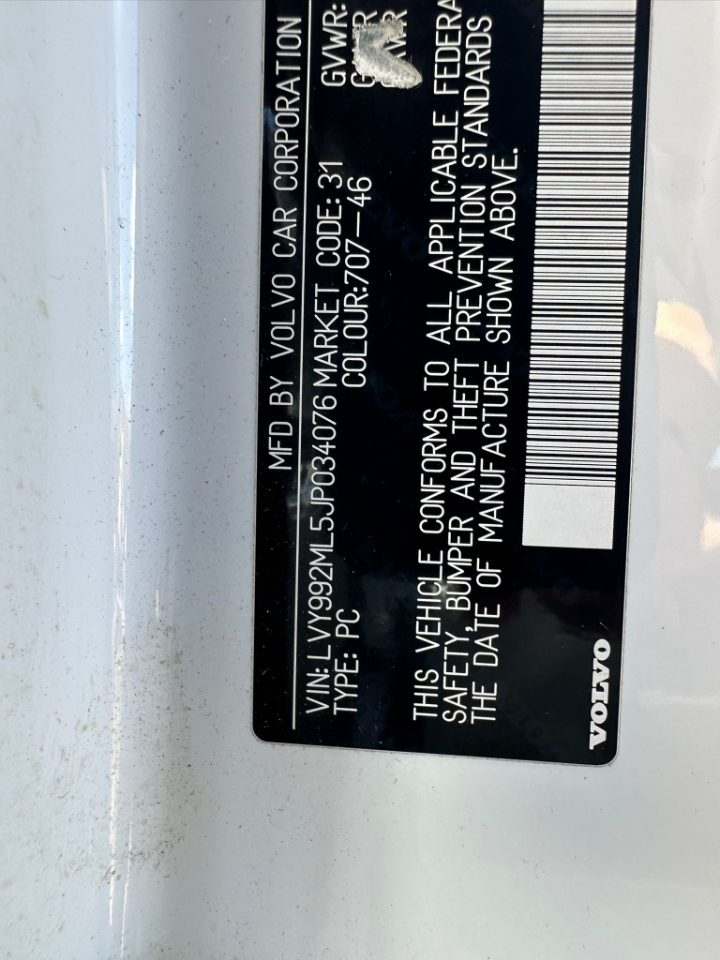 MFD BY VOLVO CAR CORPORATION
VIN: LVY992ML5JP034076 MARKET CODE: 31 GVWR:
TYPE: PC COLOUR:707-46
THIS VEHICLE CONFORMS TO ALL APPLICABLE FEDERA
SAFETY, BUMPER AND THEFT PREVENTION STANDARDS
THE DATE OF MANUFACTURE SHOWN ABOVE.
VOLVO